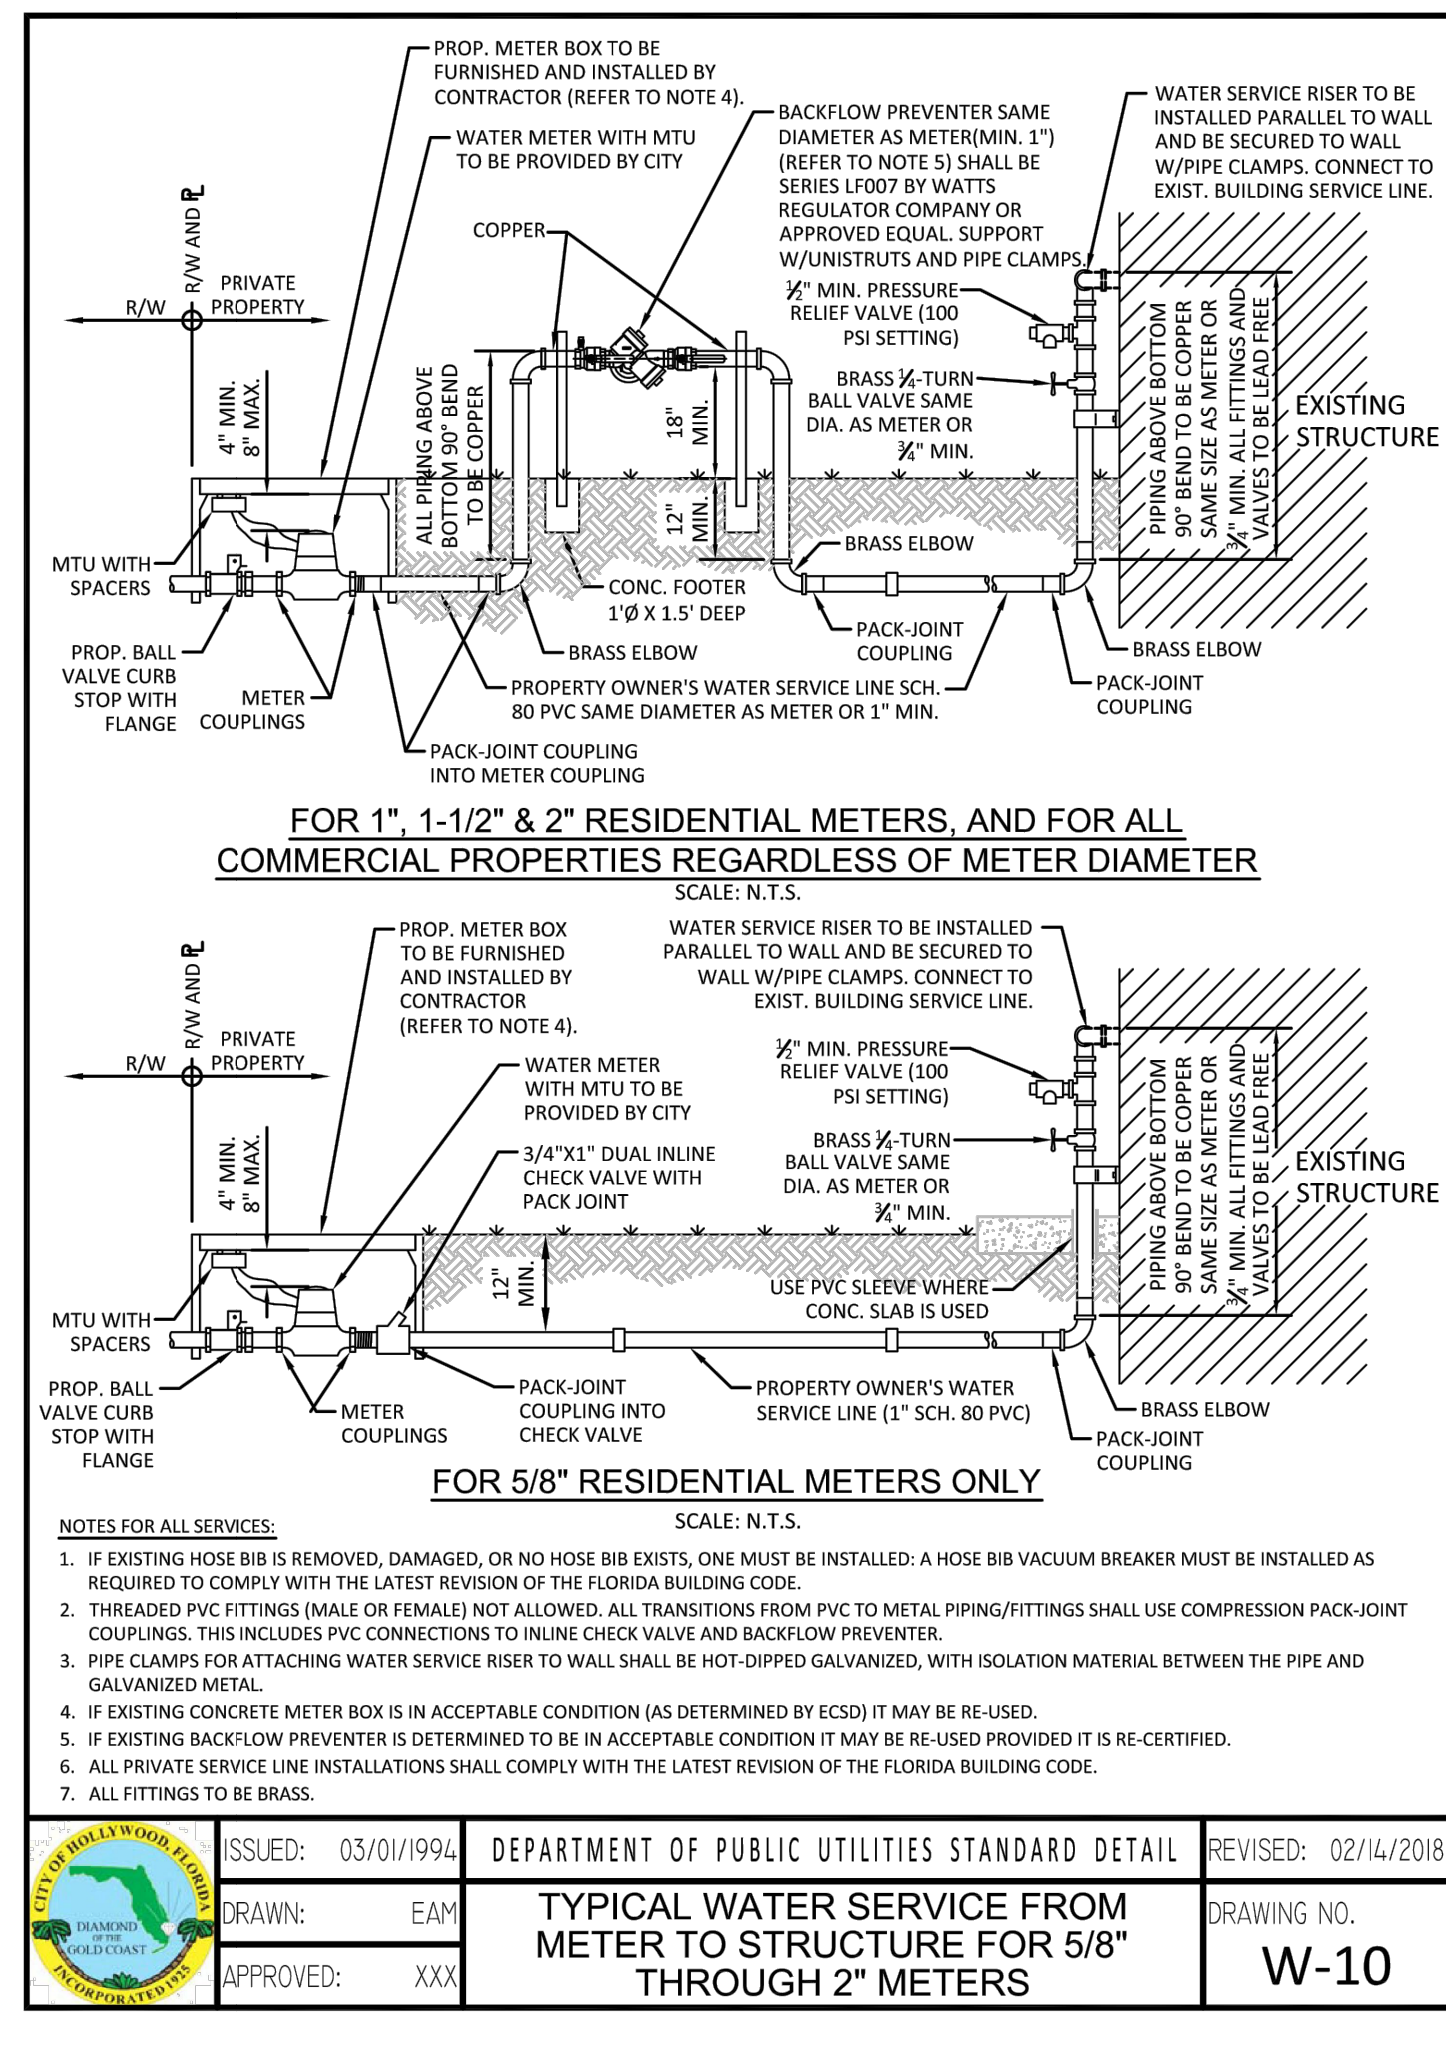 PROP. METER BOX TO BE
FURNISHED AND INSTALLED BY
CONTRACTOR (REFER TO NOTE 4).
WATER METER WITH MTU
TO BE PROVIDED BY CITY
BACKFLOW PREVENTER SAME
DIAMETER AS METER(MIN. 1")
(REFER TO NOTE 5) SHALL BE
SERIES LF007 BY WATTS
REGULATOR COMPANY OR
APPROVED EQUAL. SUPPORT
W/UNISTRUTS AND PIPE CLAMPS.
WATER SERVICE RISER TO BE
INSTALLED PARALLEL TO WALL
AND BE SECURED TO WALL
W/PIPE CLAMPS. CONNECT TO
EXIST. BUILDING SERVICE LINE.
COPPER
R/W AND PL
R/W
PRIVATE
PROPERTY
½" MIN. PRESSURE
RELIEF VALVE (100
PSI SETTING)
BRASS ¼-TURN
BALL VALVE SAME
DIA. AS METER OR
¾" MIN.
4" MIN.
8" MAX.
ALL PIPING ABOVE
BOTTOM 90° BEND
TO BE COPPER
18"
MIN.
12"
MIN.
PIPING ABOVE BOTTOM
90° BEND TO BE COPPER
SAME SIZE AS METER OR
¾" MIN. ALL FITTINGS AND
VALVES TO BE LEAD FREE
EXISTING
STRUCTURE
MTU WITH
SPACERS
BRASS ELBOW
CONC. FOOTER
1'Ø X 1.5' DEEP
PROP. BALL
VALVE CURB
STOP WITH
FLANGE
METER
COUPLINGS
BRASS ELBOW
PACK-JOINT
COUPLING
BRASS ELBOW
PROPERTY OWNER'S WATER SERVICE LINE SCH.
80 PVC SAME DIAMETER AS METER OR 1" MIN.
PACK-JOINT
COUPLING
PACK-JOINT COUPLING
INTO METER COUPLING
FOR 1", 1-1/2" & 2" RESIDENTIAL METERS, AND FOR ALL
COMMERCIAL PROPERTIES REGARDLESS OF METER DIAMETER
SCALE: N.T.S.
PROP. METER BOX
TO BE FURNISHED
AND INSTALLED BY
CONTRACTOR
(REFER TO NOTE 4).
WATER SERVICE RISER TO BE INSTALLED
PARALLEL TO WALL AND BE SECURED TO
WALL W/PIPE CLAMPS. CONNECT TO
EXIST. BUILDING SERVICE LINE.
R/W AND PL
R/W
PRIVATE
PROPERTY
WATER METER
WITH MTU TO BE
PROVIDED BY CITY
½" MIN. PRESSURE
RELIEF VALVE (100
PSI SETTING)
3/4"X1" DUAL INLINE
CHECK VALVE WITH
PACK JOINT
BRASS ¼-TURN
BALL VALVE SAME
DIA. AS METER OR
¾" MIN.
4" MIN.
8" MAX.
12"
MIN.
PIPING ABOVE BOTTOM
90° BEND TO BE COPPER
SAME SIZE AS METER OR
¾" MIN. ALL FITTINGS AND
VALVES TO BE LEAD FREE
EXISTING
STRUCTURE
USE PVC SLEEVE WHERE
CONC. SLAB IS USED
MTU WITH
SPACERS
PROP. BALL
VALVE CURB
STOP WITH
FLANGE
METER
COUPLINGS
PACK-JOINT
COUPLING INTO
CHECK VALVE
PROPERTY OWNER'S WATER
SERVICE LINE (1" SCH. 80 PVC)
BRASS ELBOW
PACK-JOINT
COUPLING
FOR 5/8" RESIDENTIAL METERS ONLY
SCALE: N.T.S.
NOTES FOR ALL SERVICES:
1. IF EXISTING HOSE BIB IS REMOVED, DAMAGED, OR NO HOSE BIB EXISTS, ONE MUST BE INSTALLED: A HOSE BIB VACUUM BREAKER MUST BE INSTALLED AS
REQUIRED TO COMPLY WITH THE LATEST REVISION OF THE FLORIDA BUILDING CODE.
2. THREADED PVC FITTINGS (MALE OR FEMALE) NOT ALLOWED. ALL TRANSITIONS FROM PVC TO METAL PIPING/FITTINGS SHALL USE COMPRESSION PACK-JOINT
COUPLINGS. THIS INCLUDES PVC CONNECTIONS TO INLINE CHECK VALVE AND BACKFLOW PREVENTER.
3. PIPE CLAMPS FOR ATTACHING WATER SERVICE RISER TO WALL SHALL BE HOT-DIPPED GALVANIZED, WITH ISOLATION MATERIAL BETWEEN THE PIPE AND
GALVANIZED METAL.
4. IF EXISTING CONCRETE METER BOX IS IN ACCEPTABLE CONDITION (AS DETERMINED BY ECSD) IT MAY BE RE-USED.
5. IF EXISTING BACKFLOW PREVENTER IS DETERMINED TO BE IN ACCEPTABLE CONDITION IT MAY BE RE-USED PROVIDED IT IS RE-CERTIFIED.
6. ALL PRIVATE SERVICE LINE INSTALLATIONS SHALL COMPLY WITH THE LATEST REVISION OF THE FLORIDA BUILDING CODE.
7. ALL FITTINGS TO BE BRASS.
CITY OF HOLLYWOOD, FLORIDA
DIAMOND
OF THE
GOLD COAST
INCORPORATED 1925
ISSUED: 03/01/1994
DRAWN: EAM
APPROVED: XXX
DEPARTMENT OF PUBLIC UTILITIES STANDARD DETAIL
TYPICAL WATER SERVICE FROM
METER TO STRUCTURE FOR 5/8"
THROUGH 2" METERS
REVISED: 02/14/2018
DRAWING NO.
W-10